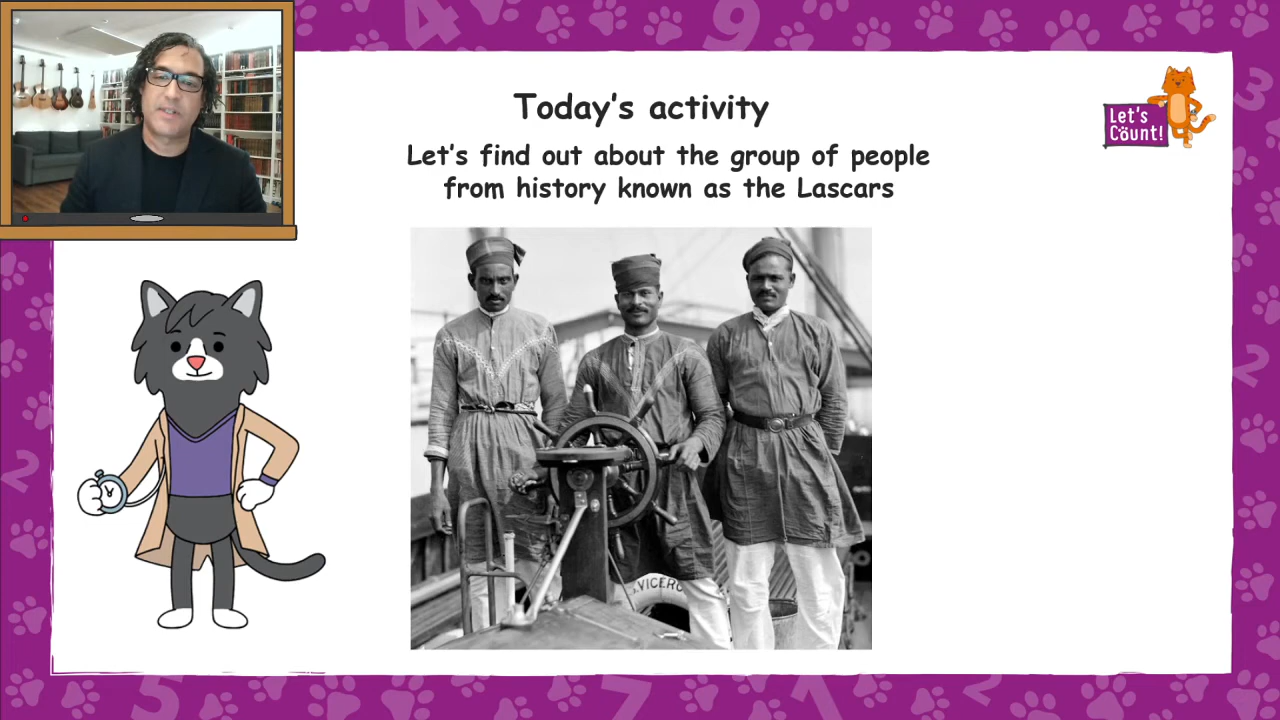 Today's activity
Let's find out about the group of people
from history known as the Lascars
Let's
Count!
VICERO